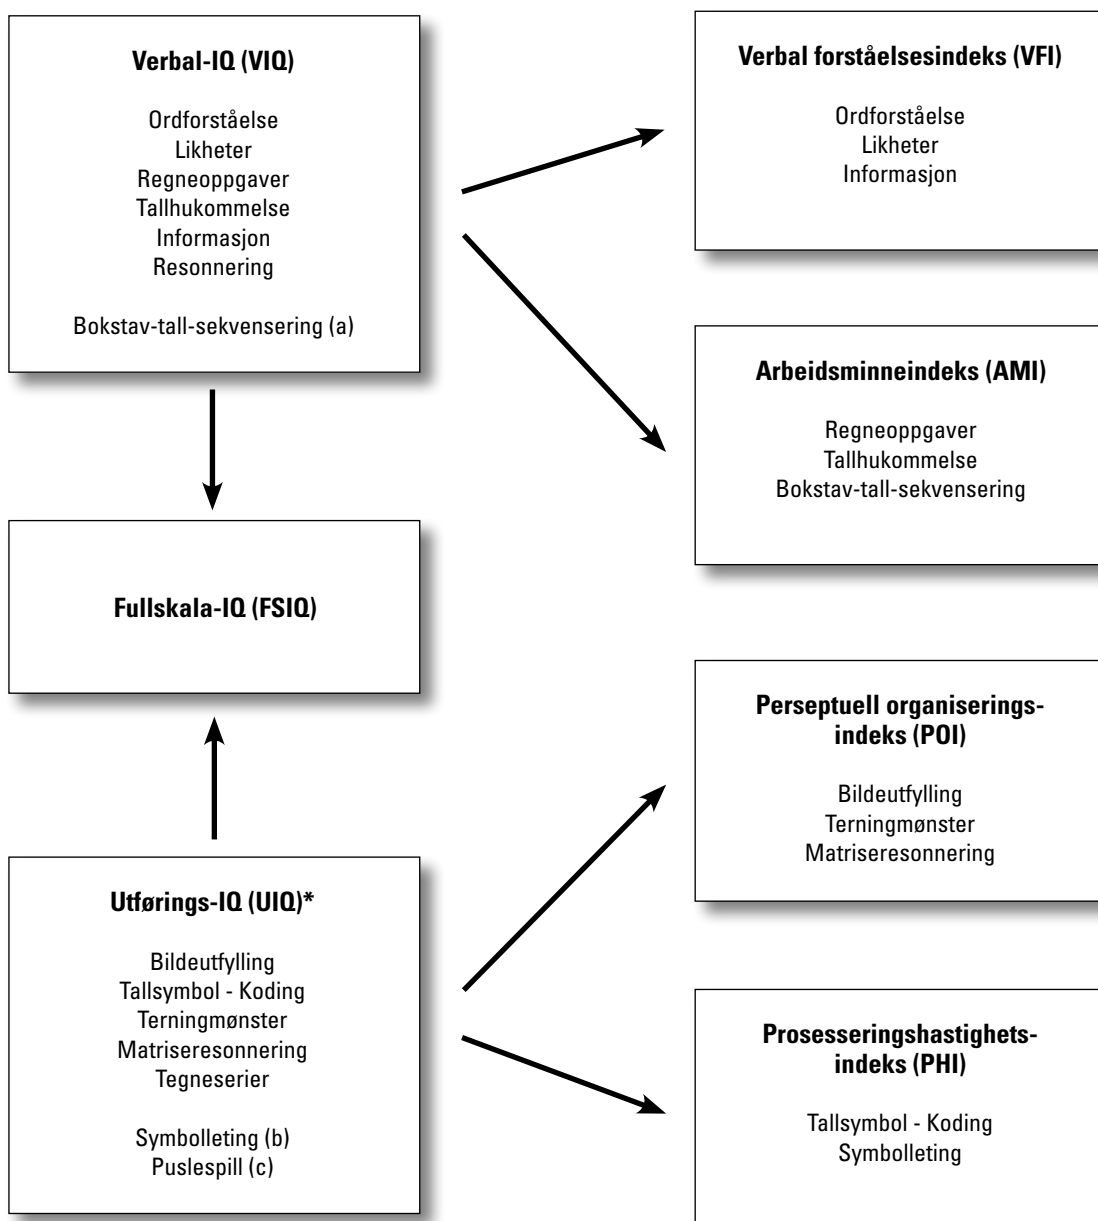 Verbal-IQ (VIQ)
Ordforståelse
Likheter
Regneoppgaver
Tallhukommelse
Informasjon
Resonnering
Bokstav-tall-sekvensering (a)
Verbal forståelsesindeks (VFI)
Ordforståelse
Likheter
Informasjon
Arbeidsminneindeks (AMI)
Regneoppgaver
Tallhukommelse
Bokstav-tall-sekvensering
Fullskala-IQ (FSIQ)
Perseptuell organiserings-
indeks (POI)
Bildeutfylling
Terningmønster
Matriseresonnering
Utførings-IQ (UIQ)*
Bildeutfylling
Tallsymbol - Koding
Terningmønster
Matriseresonnering
Tegneserier
Symbolleting (b)
Puslespill (c)
Prosesseringshastighets-
indeks (PHI)
Tallsymbol - Koding
Symbolleting